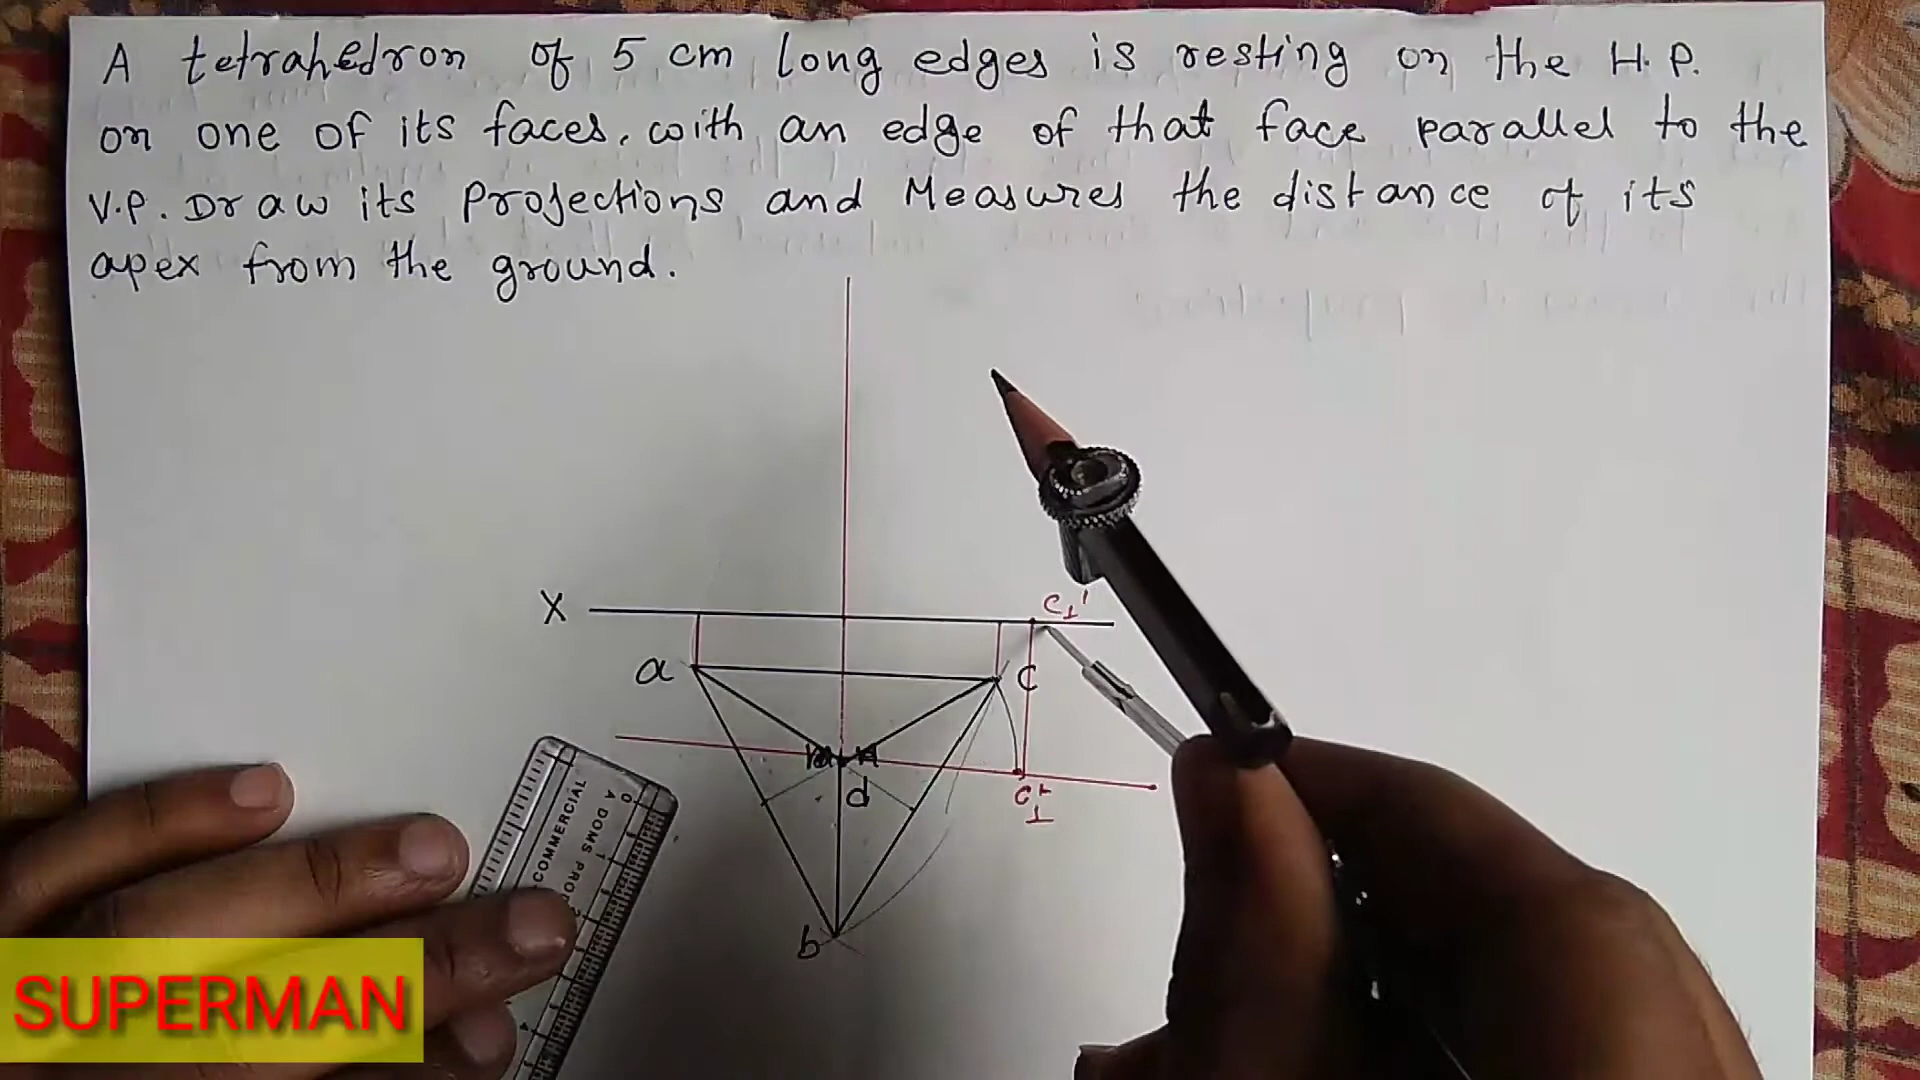 A tetrahedron of 5 cm long edges is resting on the H.P.
on one of its faces, with an edge of that face parallel to the
V.P. Draw its Projections and Measures the distance of its
apex from the ground.
X
c₁'
a
c
d
c₁
b
COMMERCIAL
A DOMS PRO
SUPERMAN